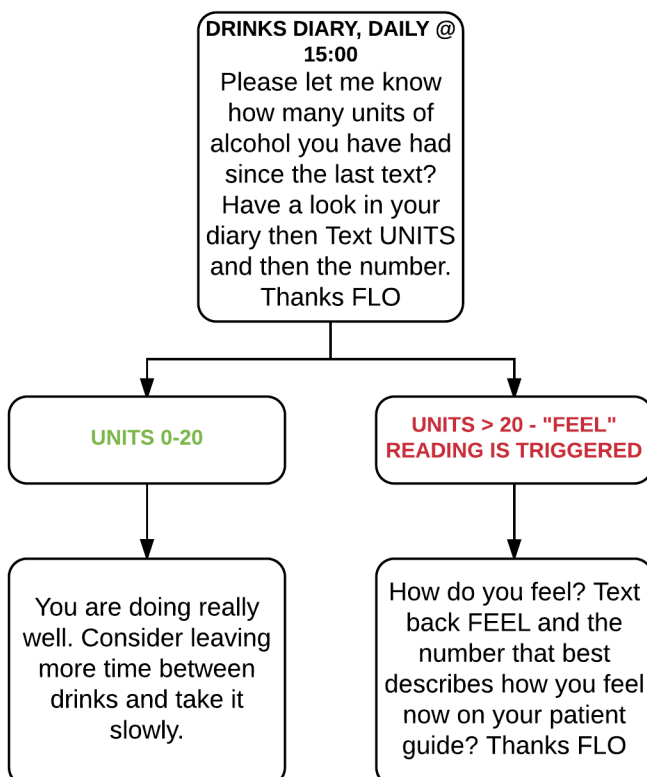 DRINKS DIARY, DAILY @
15:00
Please let me know
how many units of
alcohol you have had
since the last text?
Have a look in your
diary then Text UNITS
and then the number.
Thanks FLO
UNITS 0-20
UNITS > 20 - "FEEL"
READING IS TRIGGERED
You are doing really
well. Consider leaving
more time between
drinks and take it
slowly.
How do you feel? Text
back FEEL and the
number that best
describes how you feel
now on your patient
guide? Thanks FLO